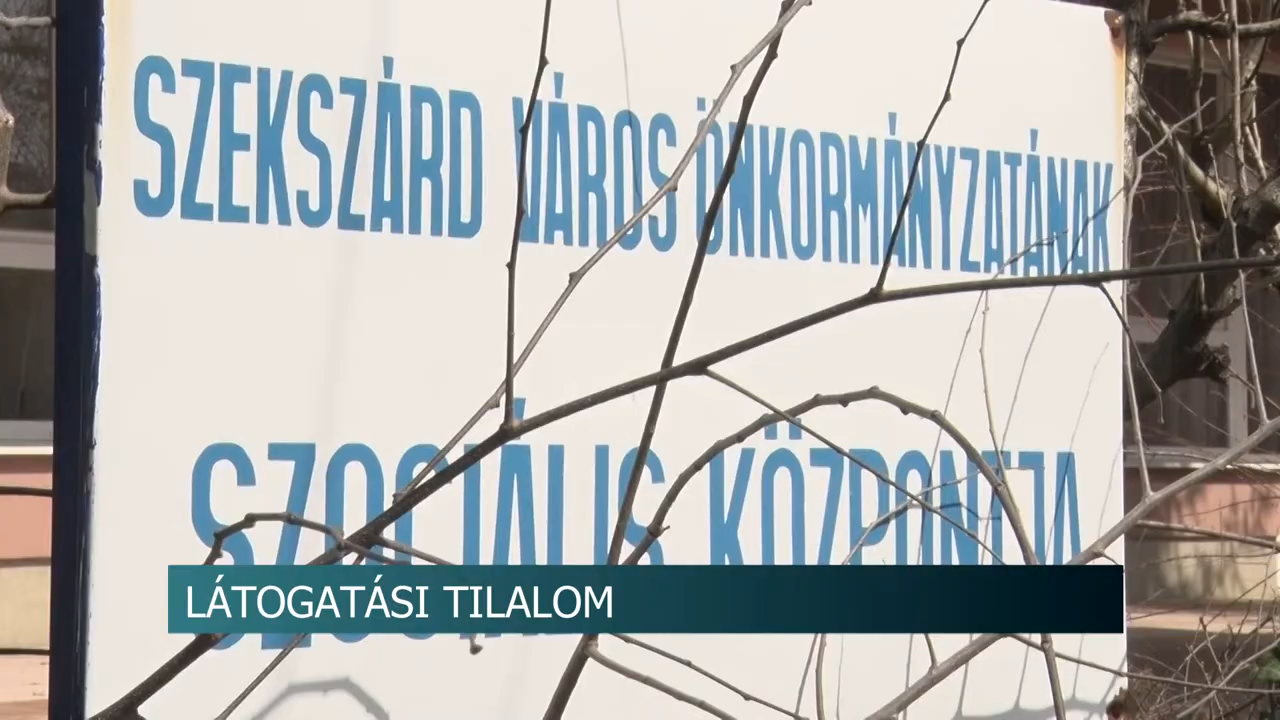 SZEKSZÁRD VÁROS ÖNKORMÁNYZATÁNAK
SZOCIÁLIS KÖZPONTJA
LÁTOGATÁSI TILALOM